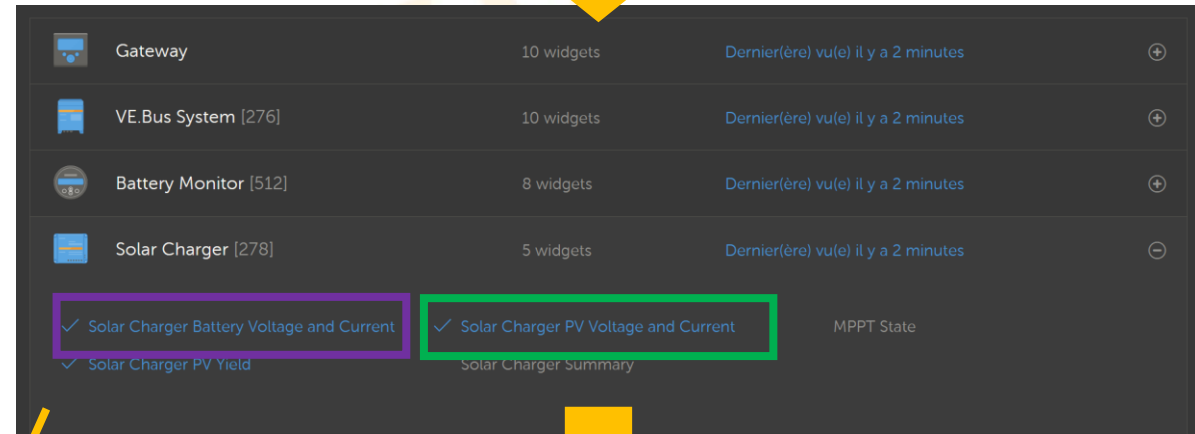 Gateway 10 widgets Dernier(ère) vu(e) il y a 2 minutes
VE.Bus System [276] 10 widgets Dernier(ère) vu(e) il y a 2 minutes
Battery Monitor [512] 8 widgets Dernier(ère) vu(e) il y a 2 minutes
Solar Charger [278] 5 widgets Dernier(ère) vu(e) il y a 2 minutes
Solar Charger Battery Voltage and Current Solar Charger PV Voltage and Current MPPT State
Solar Charger PV Yield Solar Charger Summary